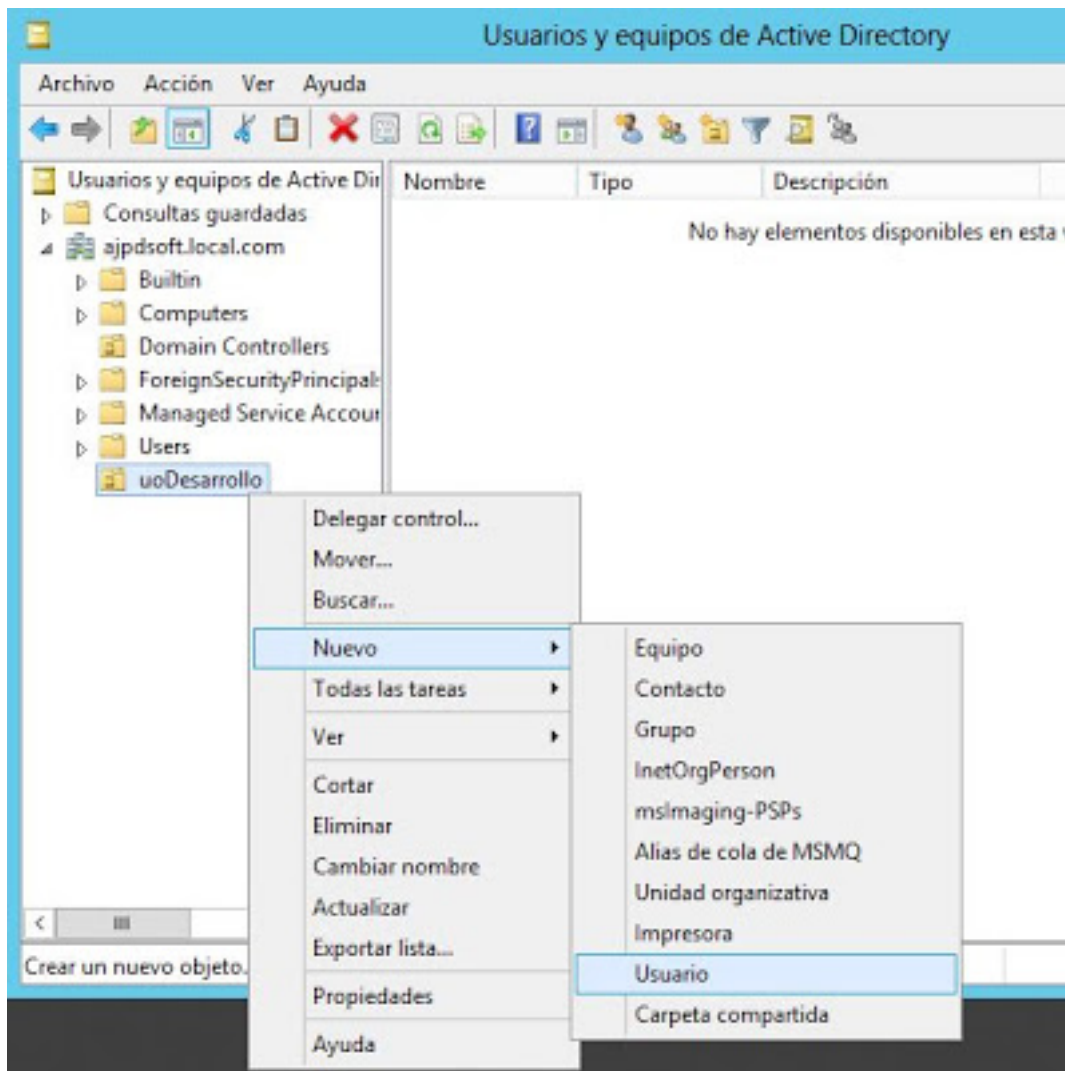 Usuarios y equipos de Active Directory
Archivo Acción Ver Ayuda
Usuarios y equipos de Active Dir
Nombre Tipo Descripción
Consultas guardadas
No hay elementos disponibles en esta
ajpdsoft.local.com
Builtin
Computers
Domain Controllers
ForeignSecurityPrincipals
Managed Service Accour
Users
uoDesarrollo
Delegar control...
Mover...
Buscar...
Nuevo
Todas las tareas
Ver
Cortar
Eliminar
Cambiar nombre
Actualizar
Exportar lista...
Propiedades
Ayuda
Equipo
Contacto
Grupo
InetOrgPerson
msImaging-PSPs
Alias de cola de MSMQ
Unidad organizativa
Impresora
Usuario
Carpeta compartida
Crear un nuevo objeto.